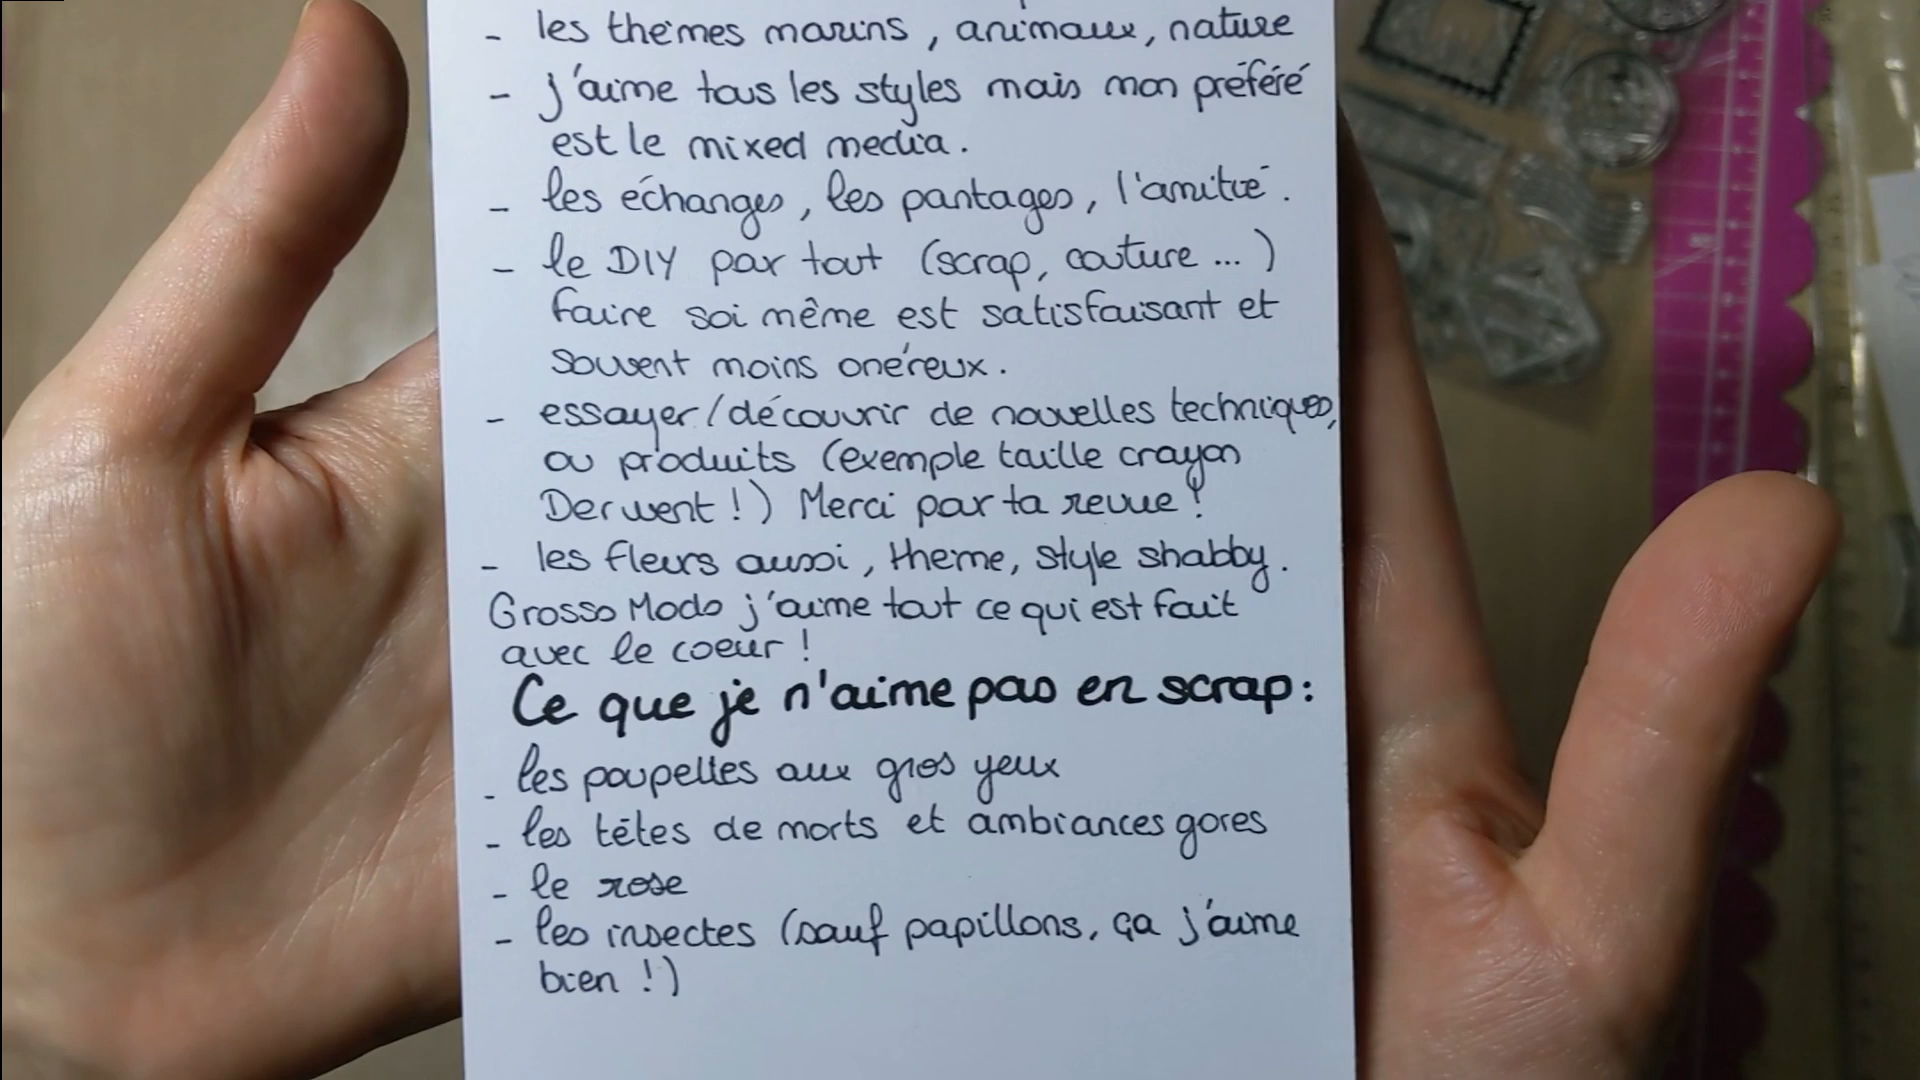 - les thèmes marins, animaux, nature
- j'aime tous les styles mais mon préféré
est le mixed media.
- les échanges, les partages, l'amitié.
- le DIY par tout (scrap, couture ...)
faire soi même est satisfaisant et
souvent moins onéreux.
- essayer/découvrir de nouvelles techniques,
ou produits (exemple taille crayon
Derwent !) Merci par ta revue !
- les fleurs aussi, theme, style shabby.
Grosso Modo j'aime tout ce qui est fait
avec le coeur !
Ce que je n'aime pas en scrap:
- les poupettes aux gros yeux
- les têtes de morts et ambiances gores
- le rose
- les insectes (sauf papillons, ça j'aime
bien !)